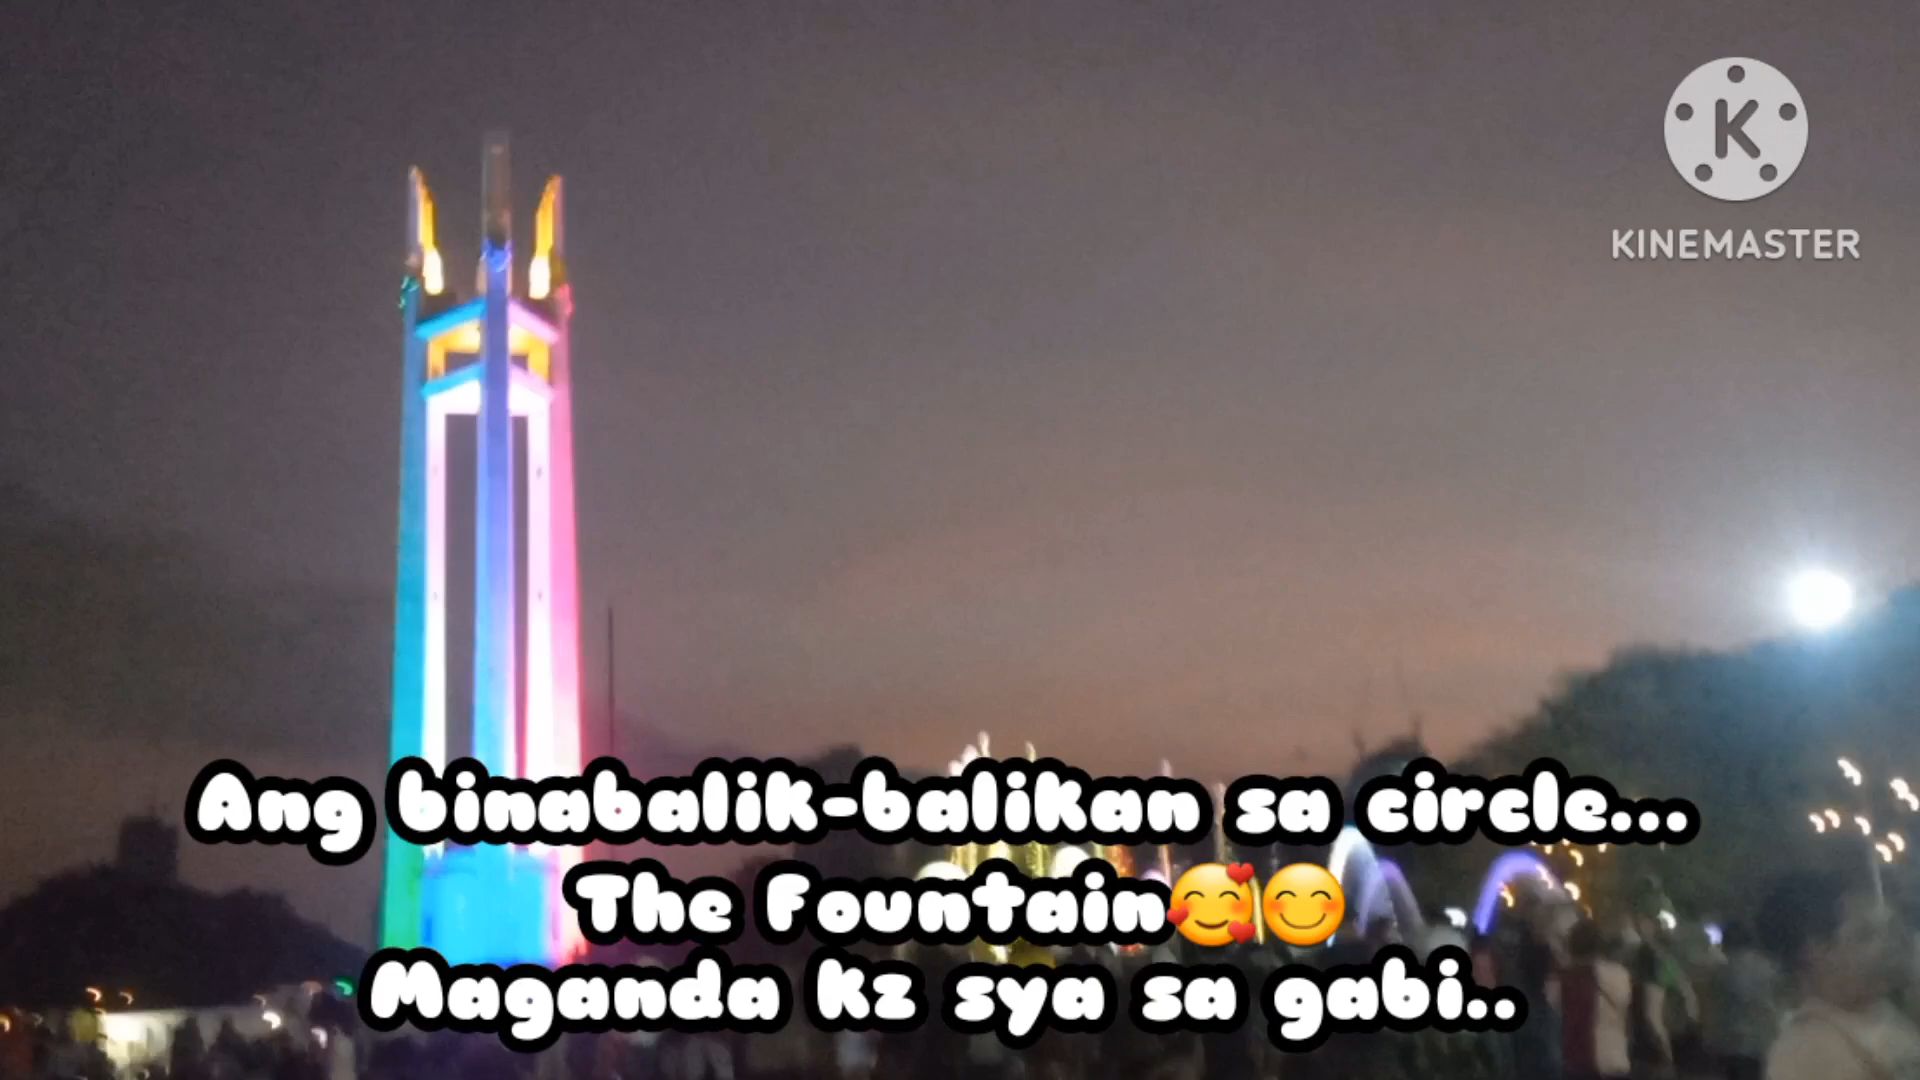 K
KINEMASTER
Ang binabalik-balikan sa circle...
The Fountain🥰😊
Maganda kz sya sa gabi..